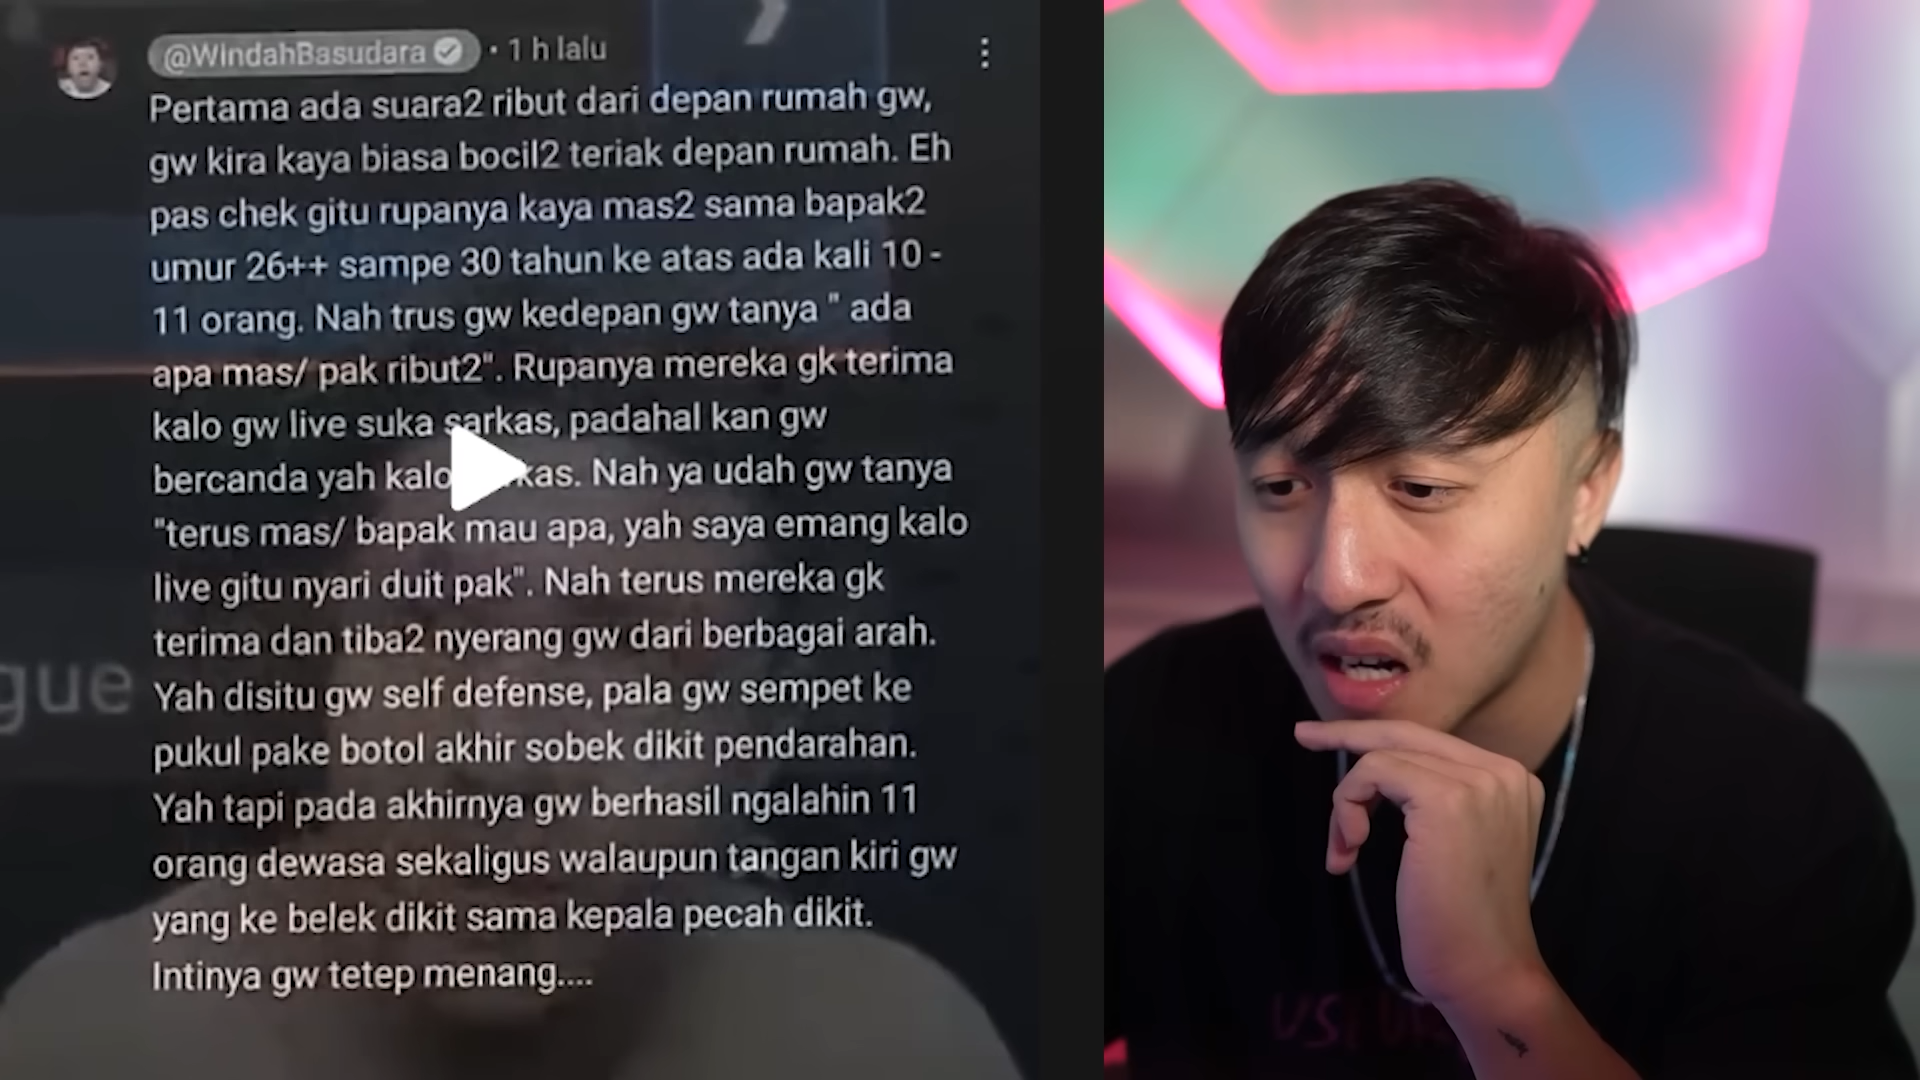 @WindahBasudara • 1 h lalu
Pertama ada suara2 ribut dari depan rumah gw,
gw kira kaya biasa bocil2 teriak depan rumah. Eh
pas chek gitu rupanya kaya mas2 sama bapak2
umur 26++ sampe 30 tahun ke atas ada kali 10 -
11 orang. Nah trus gw kedepan gw tanya " ada
apa mas/ pak ribut2". Rupanya mereka gk terima
kalo gw live suka sarkas, padahal kan gw
bercanda yah kalo kas. Nah ya udah gw tanya
"terus mas/ bapak mau apa, yah saya emang kalo
live gitu nyari duit pak". Nah terus mereka gk
terima dan tiba2 nyerang gw dari berbagai arah.
Yah disitu gw self defense, pala gw sempet ke
gue
pukul pake botol akhir sobek dikit pendarahan.
Yah tapi pada akhirnya gw berhasil ngalahin 11
orang dewasa sekaligus walaupun tangan kiri gw
yang ke belek dikit sama kepala pecah dikit.
Intinya gw tetep menang....